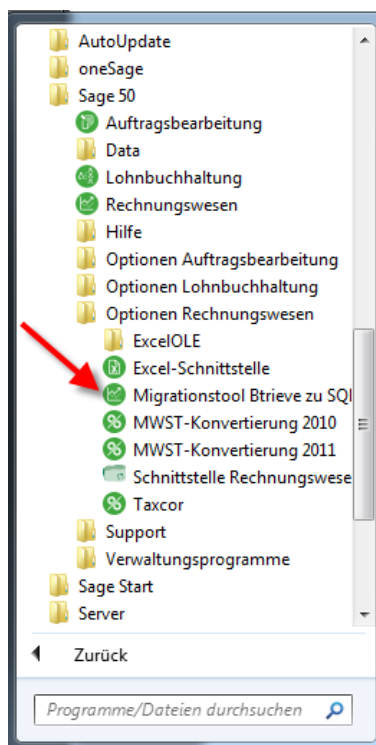 AutoUpdate
oneSage
Sage 50
Auftragsbearbeitung
Data
Lohnbuchhaltung
Rechnungswesen
Hilfe
Optionen Auftragsbearbeitung
Optionen Lohnbuchhaltung
Optionen Rechnungswesen
ExcelOLE
Excel-Schnittstelle
Migrationstool Btrieve zu SQl
MWST-Konvertierung 2010
MWST-Konvertierung 2011
Schnittstelle Rechnungswese
Taxcor
Support
Verwaltungsprogramme
Sage Start
Server
Zurück
Programme/Dateien durchsuchen